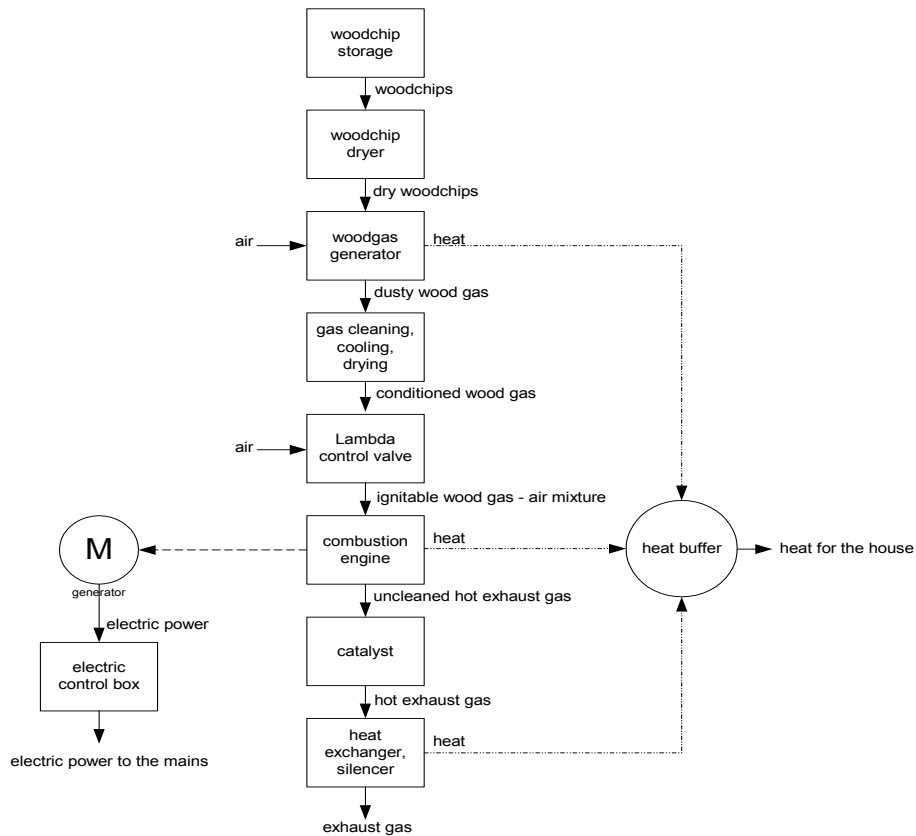 woodchip
storage
woodchips
woodchip
dryer
dry woodchips
air
woodgas
generator
heat
dusty wood gas
gas cleaning,
cooling,
drying
conditioned wood gas
air
Lambda
control valve
ignitable wood gas - air mixture
M
generator
combustion
engine
heat
heat buffer
heat for the house
uncleaned hot exhaust gas
electric power
electric
control box
electric power to the mains
catalyst
hot exhaust gas
heat
exchanger,
silencer
heat
exhaust gas